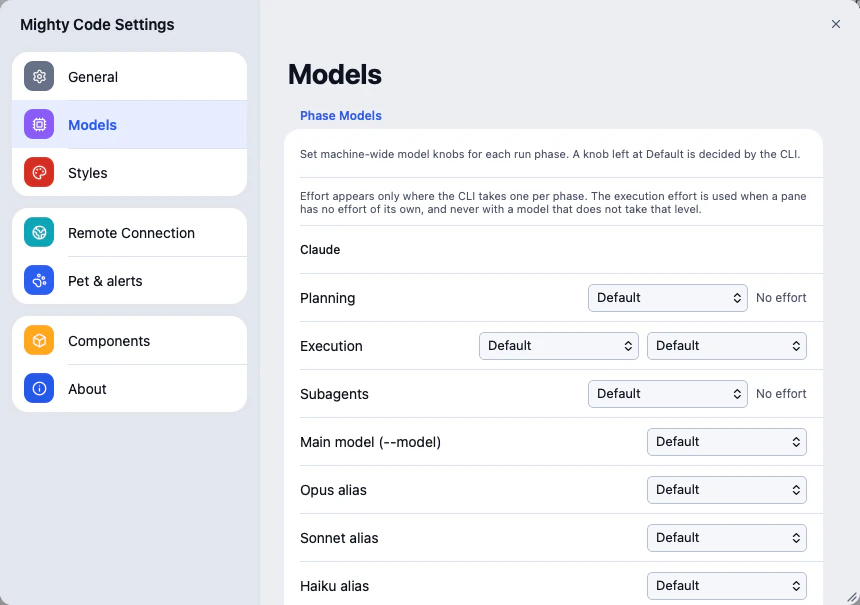 Mighty Code Settings
General
Models
Styles
Remote Connection
Pet & alerts
Components
About
Models
Phase Models
Set machine-wide model knobs for each run phase. A knob left at Default is decided by the CLI.
Effort appears only where the CLI takes one per phase. The execution effort is used when a pane
has no effort of its own, and never with a model that does not take that level.
Claude
Planning Default No effort
Execution Default Default
Subagents Default No effort
Main model (--model) Default
Opus alias Default
Sonnet alias Default
Haiku alias Default